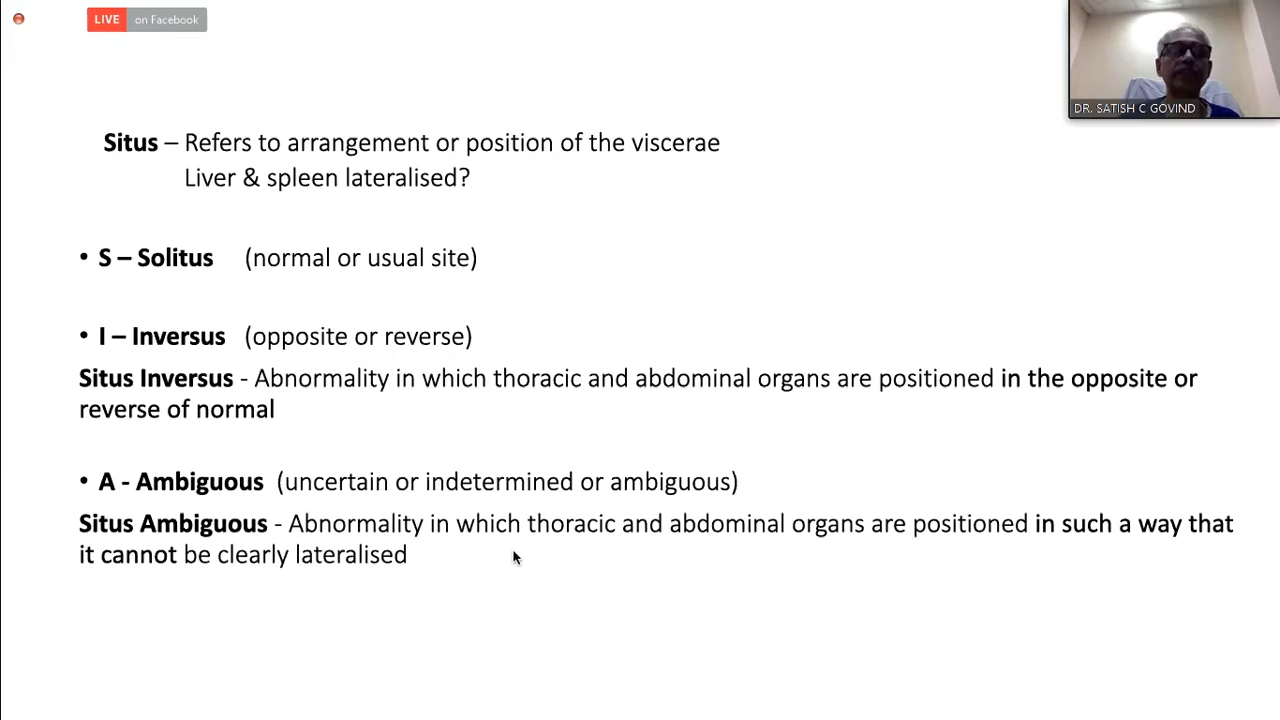 LIVE on Facebook
DR. SATISH C GOVIND
Situs – Refers to arrangement or position of the viscerae
Liver & spleen lateralised?
• S – Solitus (normal or usual site)
• I – Inversus (opposite or reverse)
Situs Inversus - Abnormality in which thoracic and abdominal organs are positioned in the opposite or
reverse of normal
• A - Ambiguous (uncertain or indetermined or ambiguous)
Situs Ambiguous - Abnormality in which thoracic and abdominal organs are positioned in such a way that
it cannot be clearly lateralised